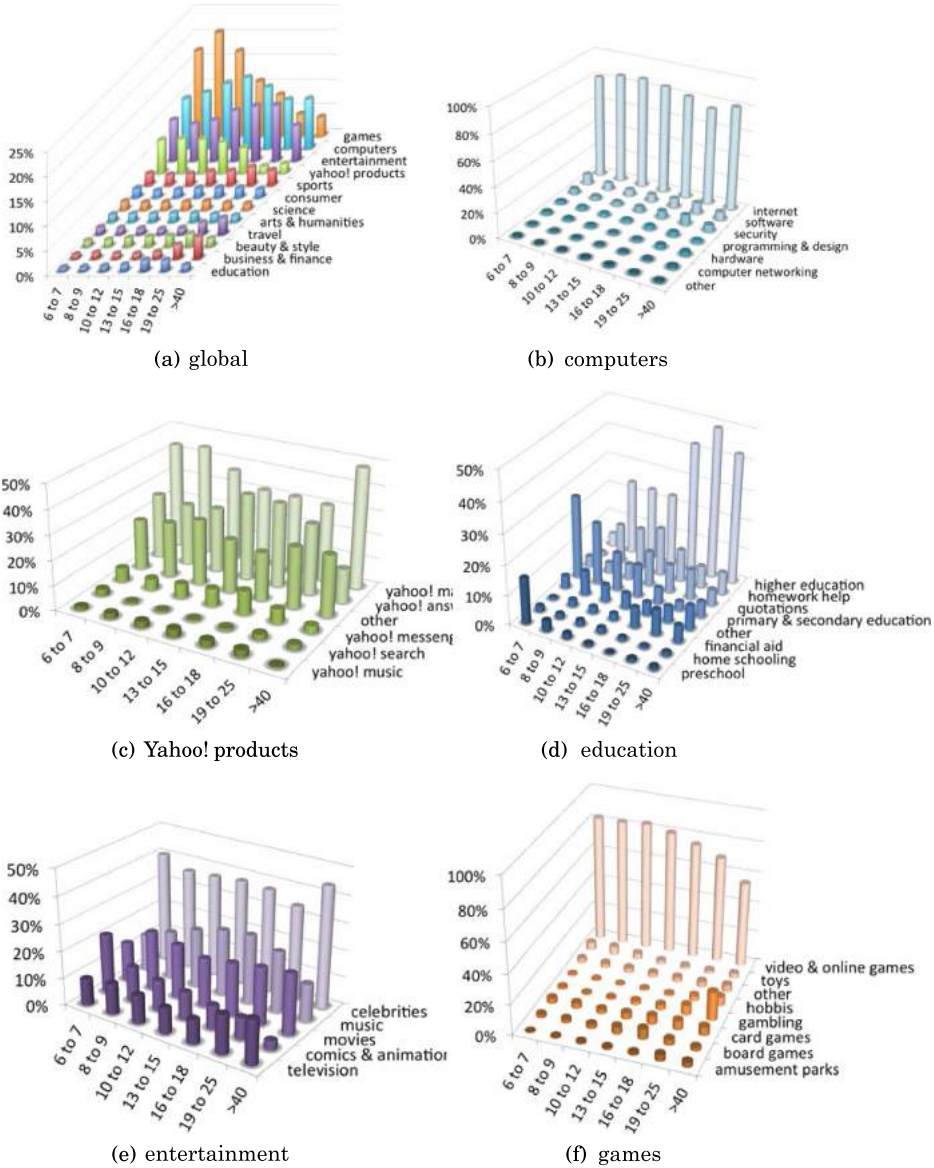 25%
20%
15%
10%
5%
0%
games
computers
entertainment
yahoo! products
sports
consumer
science
arts & humanities
travel
beauty & style
business & finance
education
6 to 7
8 to 9
10 to 12
13 to 15
16 to 18
19 to 25
>40
(a) global
100%
80%
60%
40%
20%
0%
internet
software
security
programming & design
hardware
computer networking
other
6 to 7
8 to 9
10 to 12
13 to 15
16 to 18
19 to 25
>40
(b) computers
50%
40%
30%
20%
10%
0%
yahoo! ma
yahoo! answ
other
yahoo! messeng
yahoo! search
yahoo! music
6 to 7
8 to 9
10 to 12
13 to 15
16 to 18
19 to 25
>40
(c) Yahoo! products
50%
40%
30%
20%
10%
0%
higher education
homework help
quotations
primary & secondary education
other
financial aid
home schooling
preschool
6 to 7
8 to 9
10 to 12
13 to 15
16 to 18
19 to 25
>40
(d) education
50%
40%
30%
20%
10%
0%
celebrities
music
movies
comics & animation
television
6 to 7
8 to 9
10 to 12
13 to 15
16 to 18
19 to 25
>40
(e) entertainment
100%
80%
60%
40%
20%
0%
video & online games
toys
other
hobbis
gambling
card games
board games
amusement parks
6 to 7
8 to 9
10 to 12
13 to 15
16 to 18
19 to 25
>40
(f) games